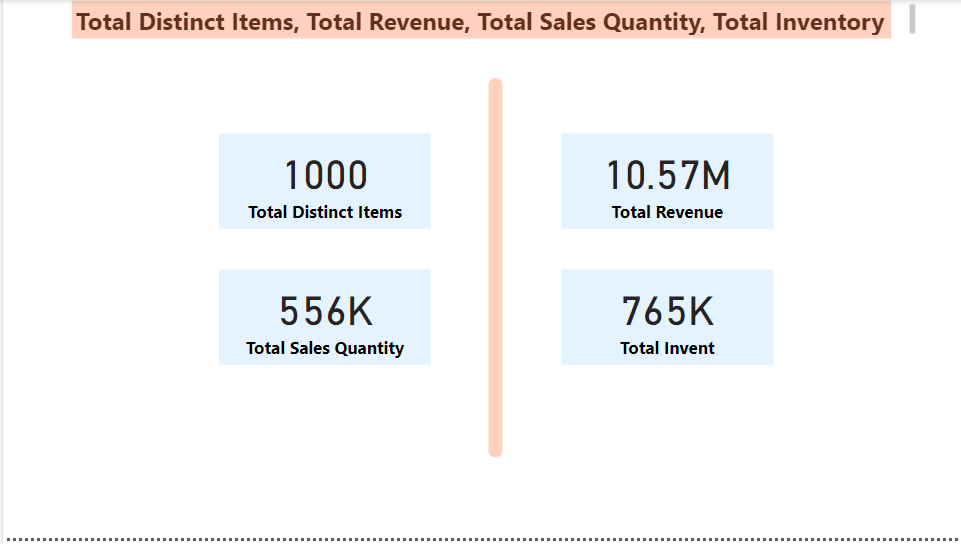 Total Distinct Items, Total Revenue, Total Sales Quantity, Total Inventory
1000
Total Distinct Items
10.57M
Total Revenue
556K
Total Sales Quantity
765K
Total Invent